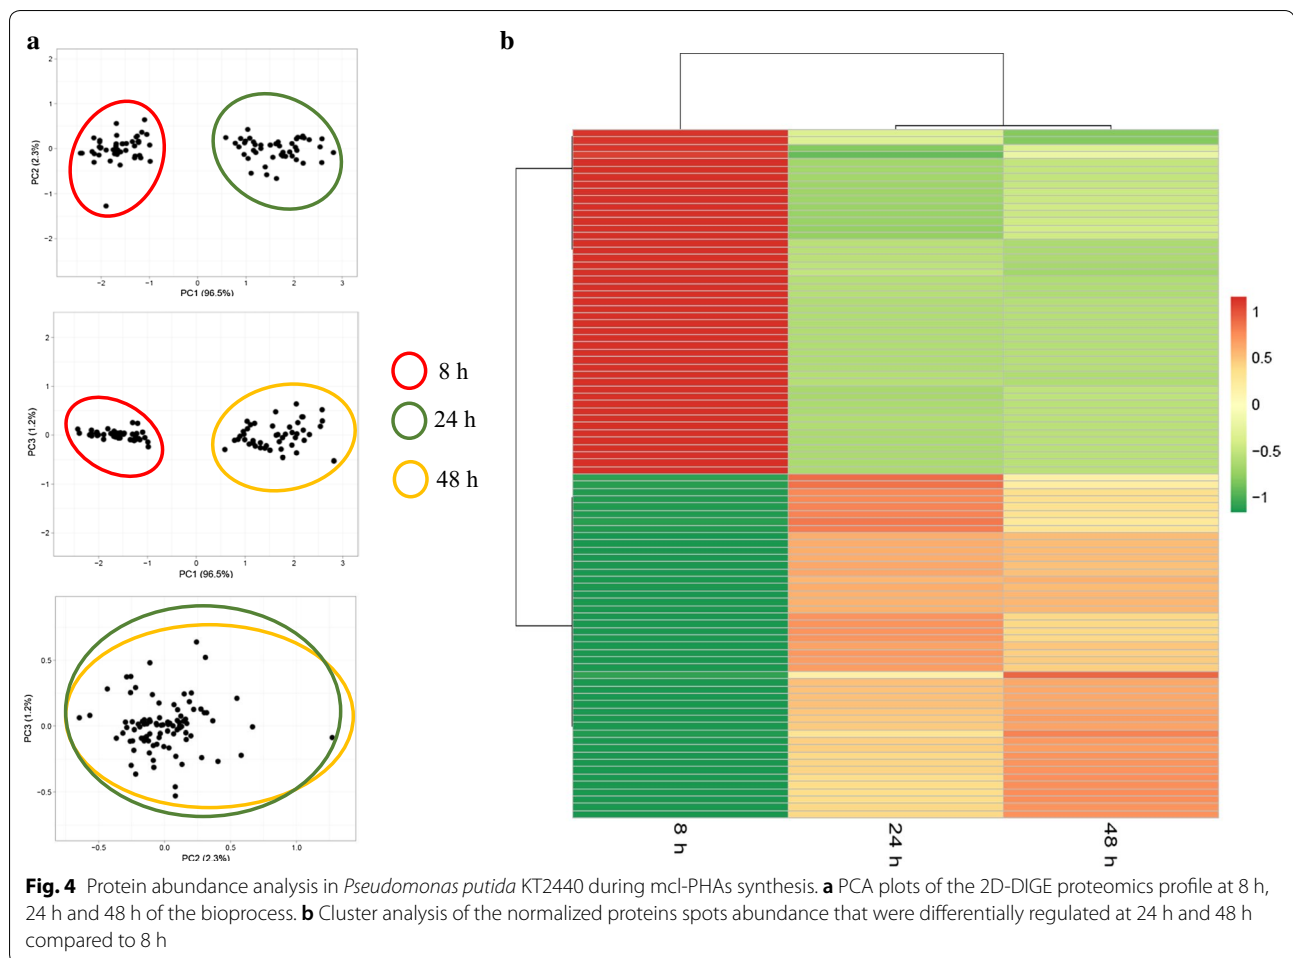 a
2
1
0
−1
−2
PC2 (2.3%)
−2
−1
0
1
2
3
PC1 (96.5%)
2
1
0
−1
−2
PC3 (1.2%)
−2
−1
0
1
2
3
PC1 (96.5%)
0.5
0.0
−0.5
PC3 (1.2%)
−0.5
0.0
0.5
1.0
PC2 (2.3%)
8 h
24 h
48 h
b
1
0.5
0
−0.5
−1
8 h
24 h
48 h
Fig. 4 Protein abundance analysis in Pseudomonas putida KT2440 during mcl-PHAs synthesis. a PCA plots of the 2D-DIGE proteomics profile at 8 h,
24 h and 48 h of the bioprocess. b Cluster analysis of the normalized proteins spots abundance that were differentially regulated at 24 h and 48 h
compared to 8 h